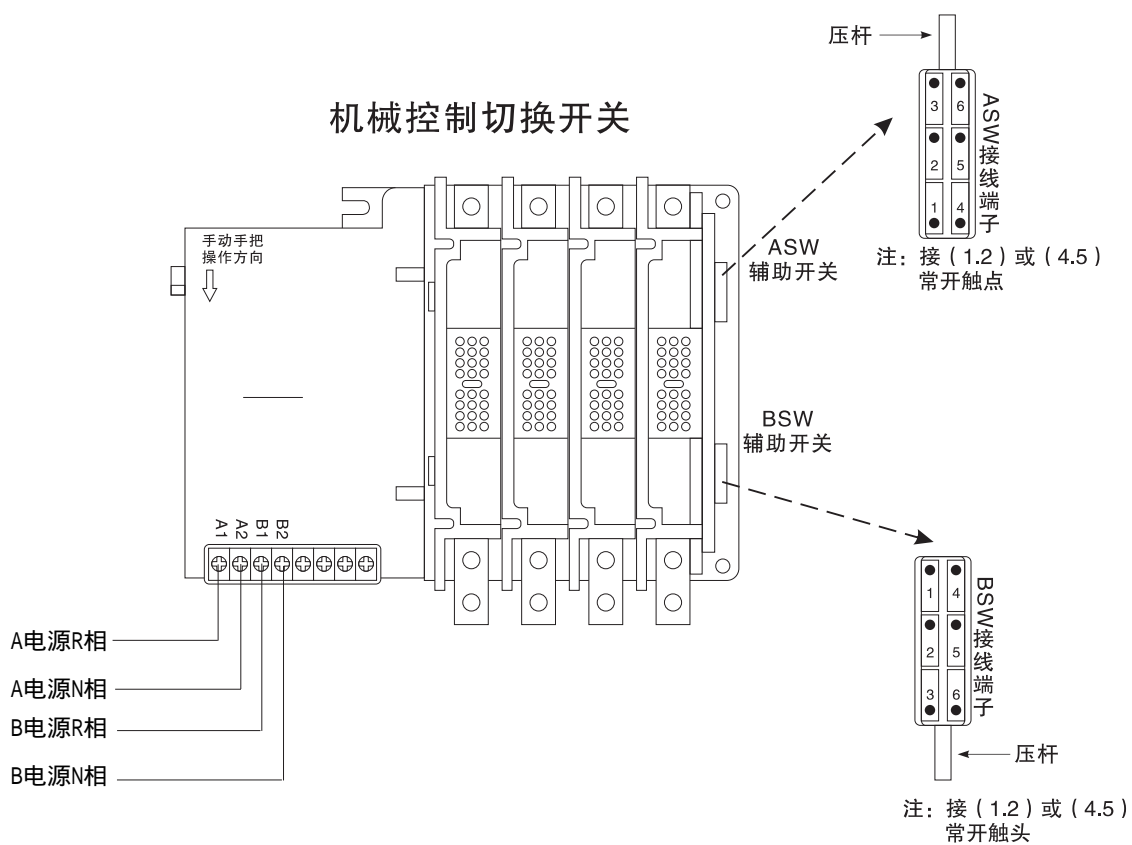 压杆
机械控制切换开关
3 6
2 5
1 4
ASW接线端子
手动手把
操作方向
ASW
辅助开关
注：接（1.2）或（4.5）
常开触点
BSW
辅助开关
A1 A2 B1 B2
1 4
2 5
3 6
BSW接线端子
A电源R相
A电源N相
B电源R相
B电源N相
压杆
注：接（1.2）或（4.5）
常开触头